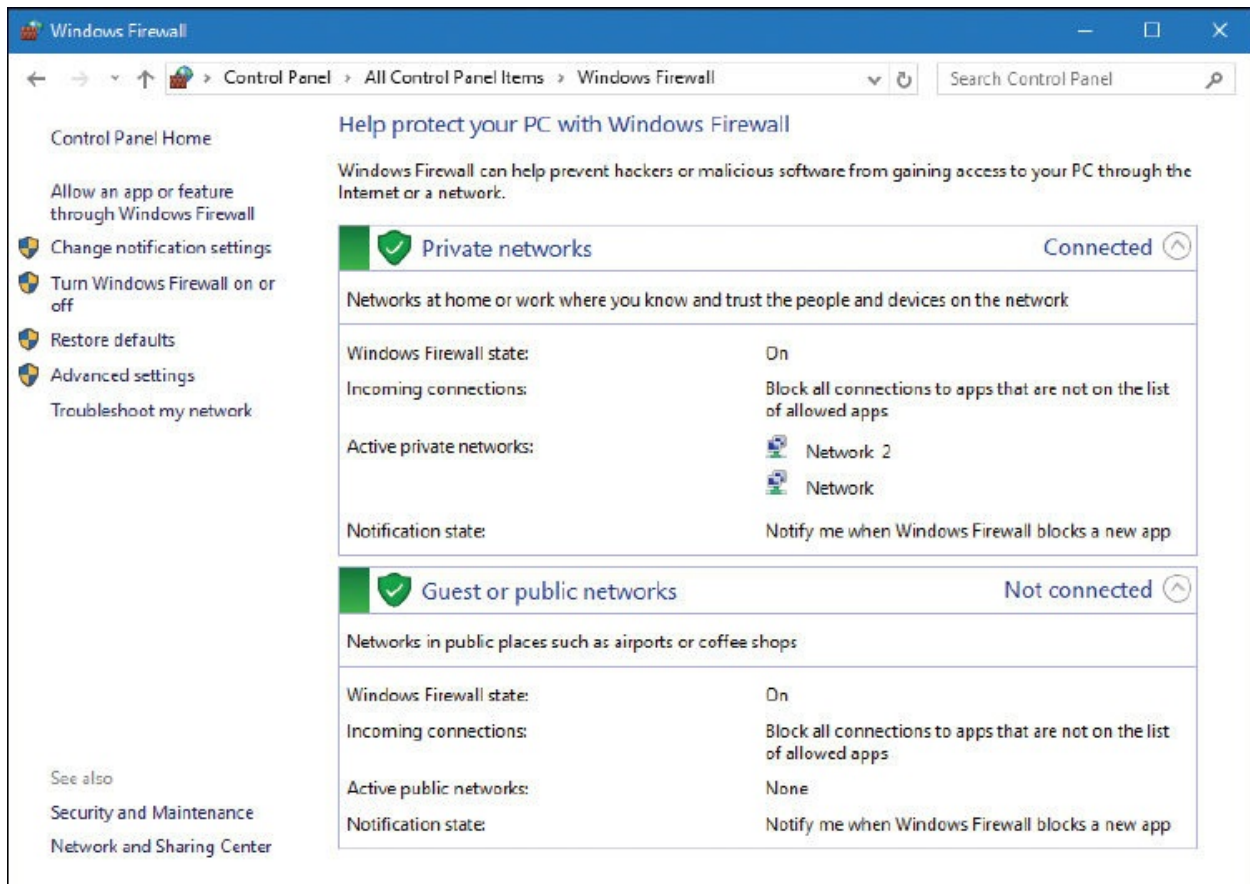 Windows Firewall
Control Panel > All Control Panel Items > Windows Firewall
Search Control Panel
Control Panel Home
Allow an app or feature
through Windows Firewall
Change notification settings
Turn Windows Firewall on or
off
Restore defaults
Advanced settings
Troubleshoot my network
See also
Security and Maintenance
Network and Sharing Center
Help protect your PC with Windows Firewall
Windows Firewall can help prevent hackers or malicious software from gaining access to your PC through the
Internet or a network.
Private networks Connected
Networks at home or work where you know and trust the people and devices on the network
Windows Firewall state: On
Incoming connections: Block all connections to apps that are not on the list
of allowed apps
Active private networks: Network 2
Network
Notification state: Notify me when Windows Firewall blocks a new app
Guest or public networks Not connected
Networks in public places such as airports or coffee shops
Windows Firewall state: On
Incoming connections: Block all connections to apps that are not on the list
of allowed apps
Active public networks: None
Notification state: Notify me when Windows Firewall blocks a new app